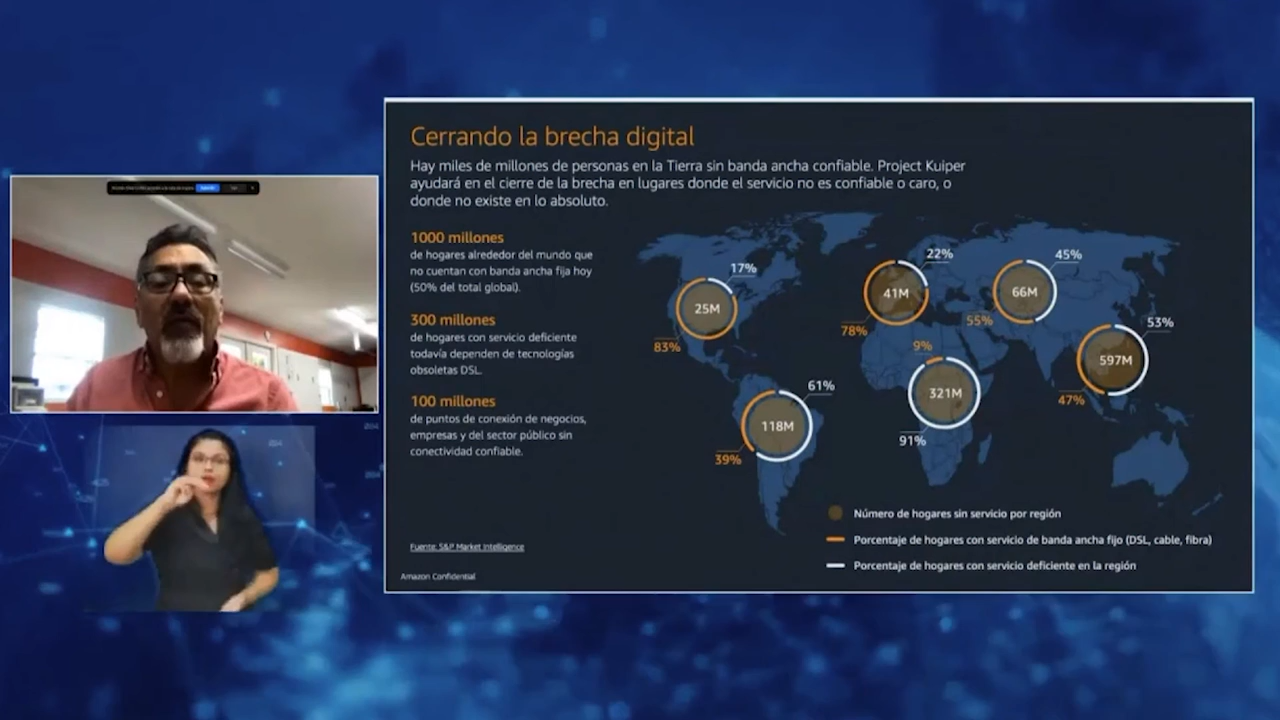 Cerrando la brecha digital
Hay miles de millones de personas en la Tierra sin banda ancha confiable. Project Kuiper
ayudará en el cierre de la brecha en lugares donde el servicio no es confiable o caro, o
donde no existe en lo absoluto.
1000 millones
de hogares alrededor del mundo que
no cuentan con banda ancha fija hoy
(50% del total global).
300 millones
de hogares con servicio deficiente
todavía dependen de tecnologías
obsoletas DSL.
100 millones
de puntos de conexión de negocios,
empresas y del sector público sin
conectividad confiable.
17%
25M
83%
22%
41M
78%
45%
66M
55%
53%
597M
47%
9%
321M
91%
61%
118M
39%
Número de hogares sin servicio por región
Porcentaje de hogares con servicio de banda ancha fijo (DSL, cable, fibra)
Porcentaje de hogares con servicio deficiente en la región
Fuente: S&P Market Intelligence
Amazon Confidential